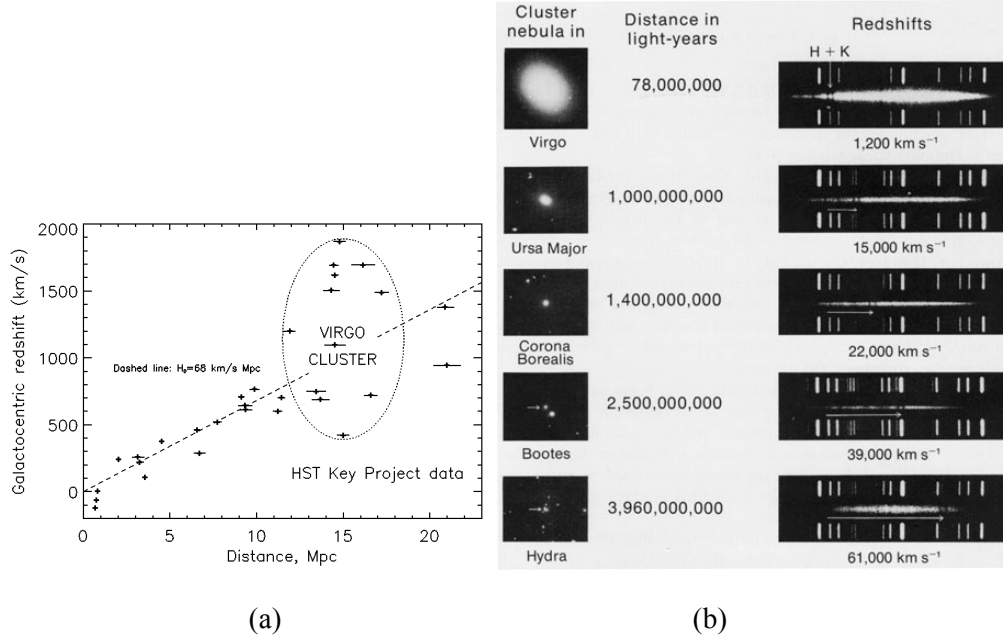 Galactocentric redshift (km/s)
2000
1500
1000
500
0
VIRGO
CLUSTER
Dashed line: H₀=68 km/s Mpc
HST Key Project data
0 5 10 15 20
Distance, Mpc
(a)
Cluster nebula in
Distance in light-years
Redshifts
H + K
78,000,000
Virgo
1,200 km s⁻¹
1,000,000,000
Ursa Major
15,000 km s⁻¹
1,400,000,000
Corona
Borealis
22,000 km s⁻¹
2,500,000,000
Bootes
39,000 km s⁻¹
3,960,000,000
Hydra
61,000 km s⁻¹
(b)